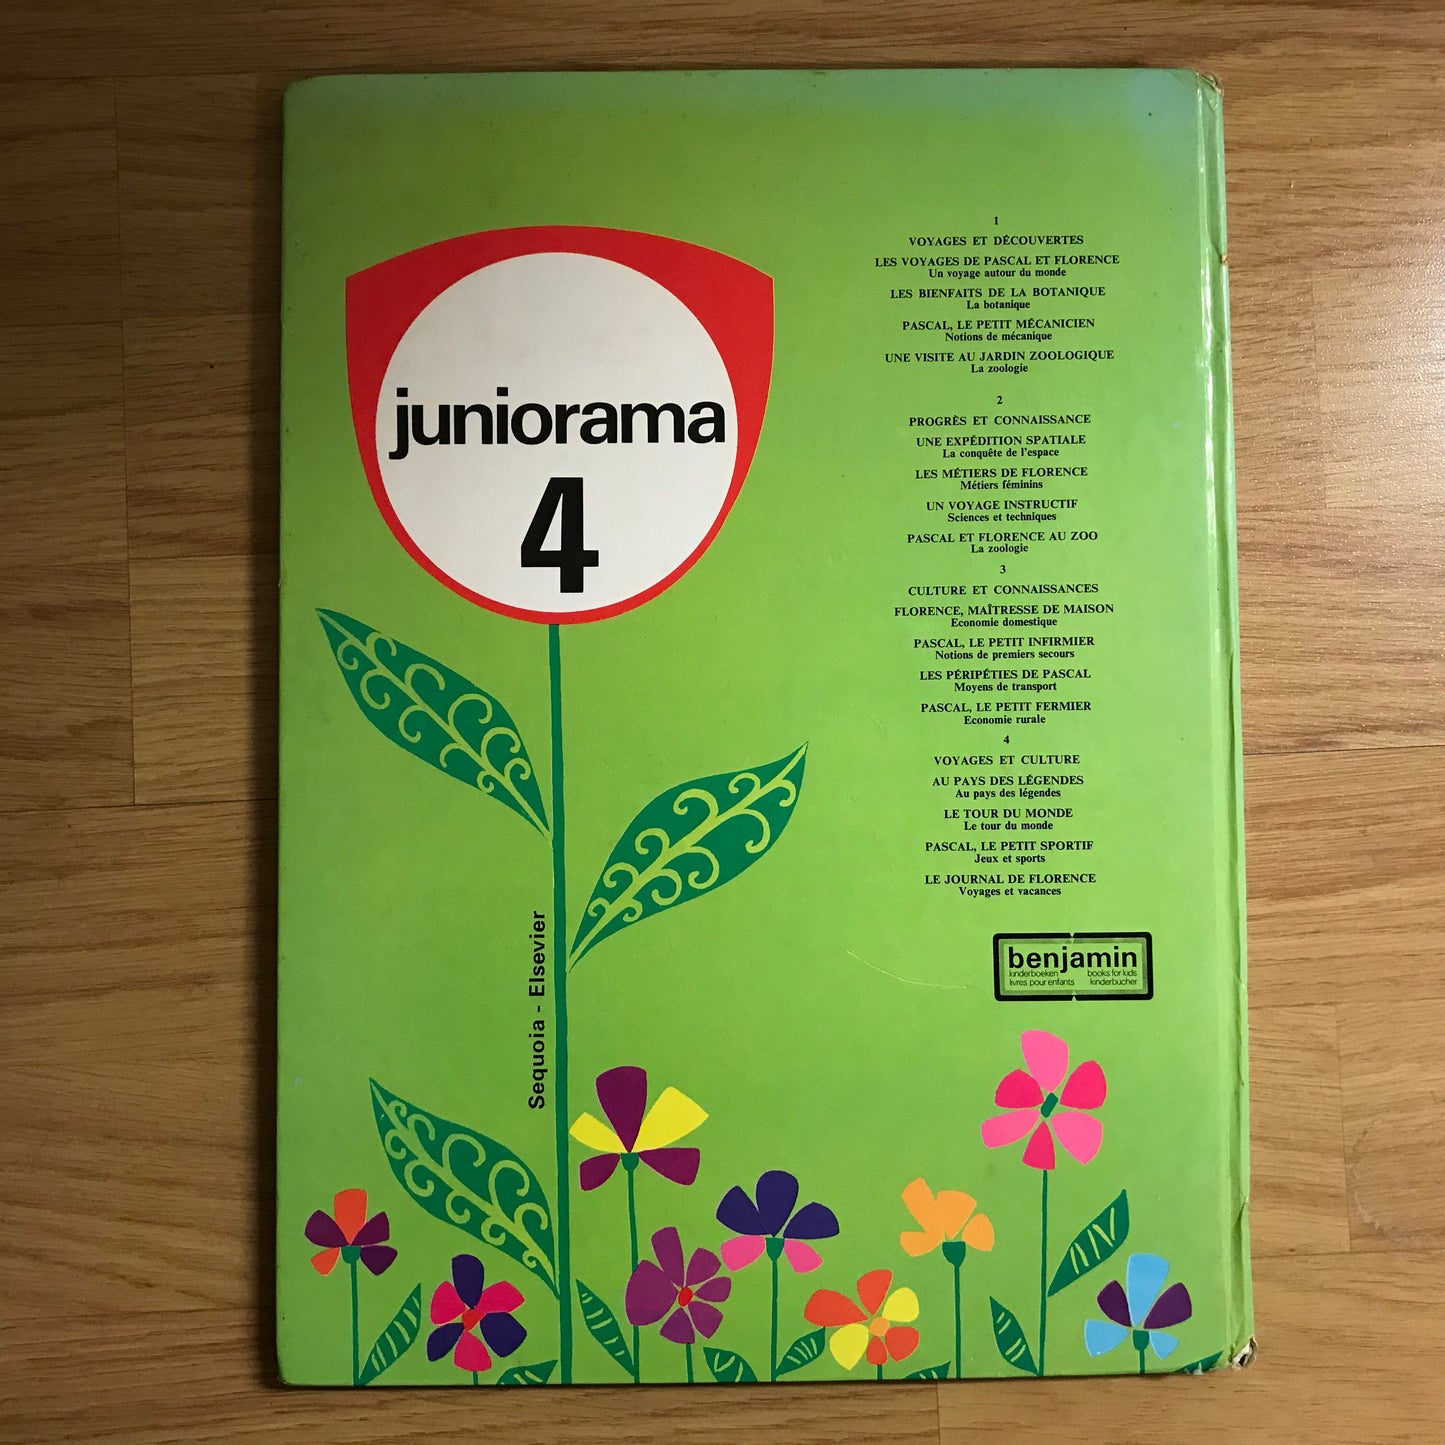 juniorama
4
Sequoia - Elsevier
1
VOYAGES ET DÉCOUVERTES
LES VOYAGES DE PASCAL ET FLORENCE
Un voyage autour du monde
LES BIENFAITS DE LA BOTANIQUE
La botanique
PASCAL, LE PETIT MÉCANICIEN
Notions de mécanique
UNE VISITE AU JARDIN ZOOLOGIQUE
La zoologie
2
PROGRÈS ET CONNAISSANCE
UNE EXPÉDITION SPATIALE
La conquête de l'espace
LES MÉTIERS DE FLORENCE
Métiers féminins
UN VOYAGE INSTRUCTIF
Sciences et techniques
PASCAL ET FLORENCE AU ZOO
La zoologie
3
CULTURE ET CONNAISSANCES
FLORENCE, MAÎTRESSE DE MAISON
Economie domestique
PASCAL, LE PETIT INFIRMIER
Notions de premiers secours
LES PÉRIPÉTIES DE PASCAL
Moyens de transport
PASCAL, LE PETIT FERMIER
Economie rurale
4
VOYAGES ET CULTURE
AU PAYS DES LÉGENDES
Au pays des légendes
LE TOUR DU MONDE
Le tour du monde
PASCAL, LE PETIT SPORTIF
Jeux et sports
LE JOURNAL DE FLORENCE
Voyages et vacances
benjamin
kinderboeken books for kids
livres pour enfants kinderbücher